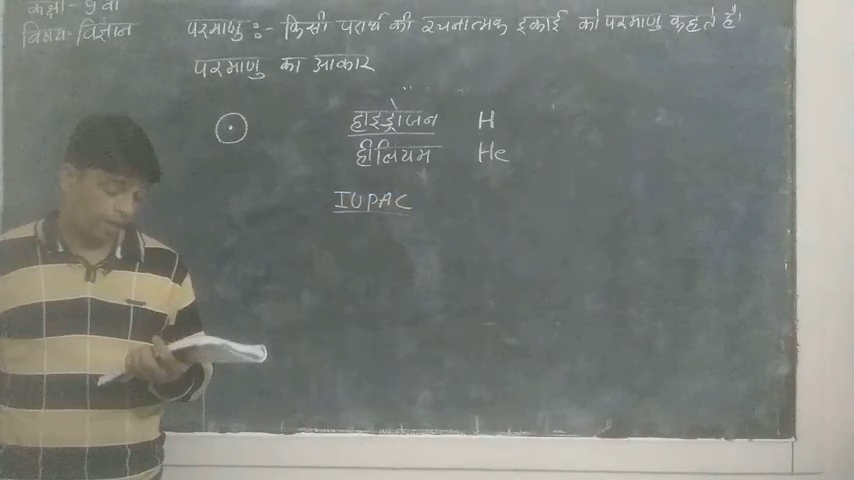 कक्षा - 9 वीं
विषय - विज्ञान
परमाणु :- किसी पदार्थ की रचनात्मक इकाई को परमाणु कहते हैं।
परमाणु का आकार
हाइड्रोजन H
हीलियम He
IUPAC